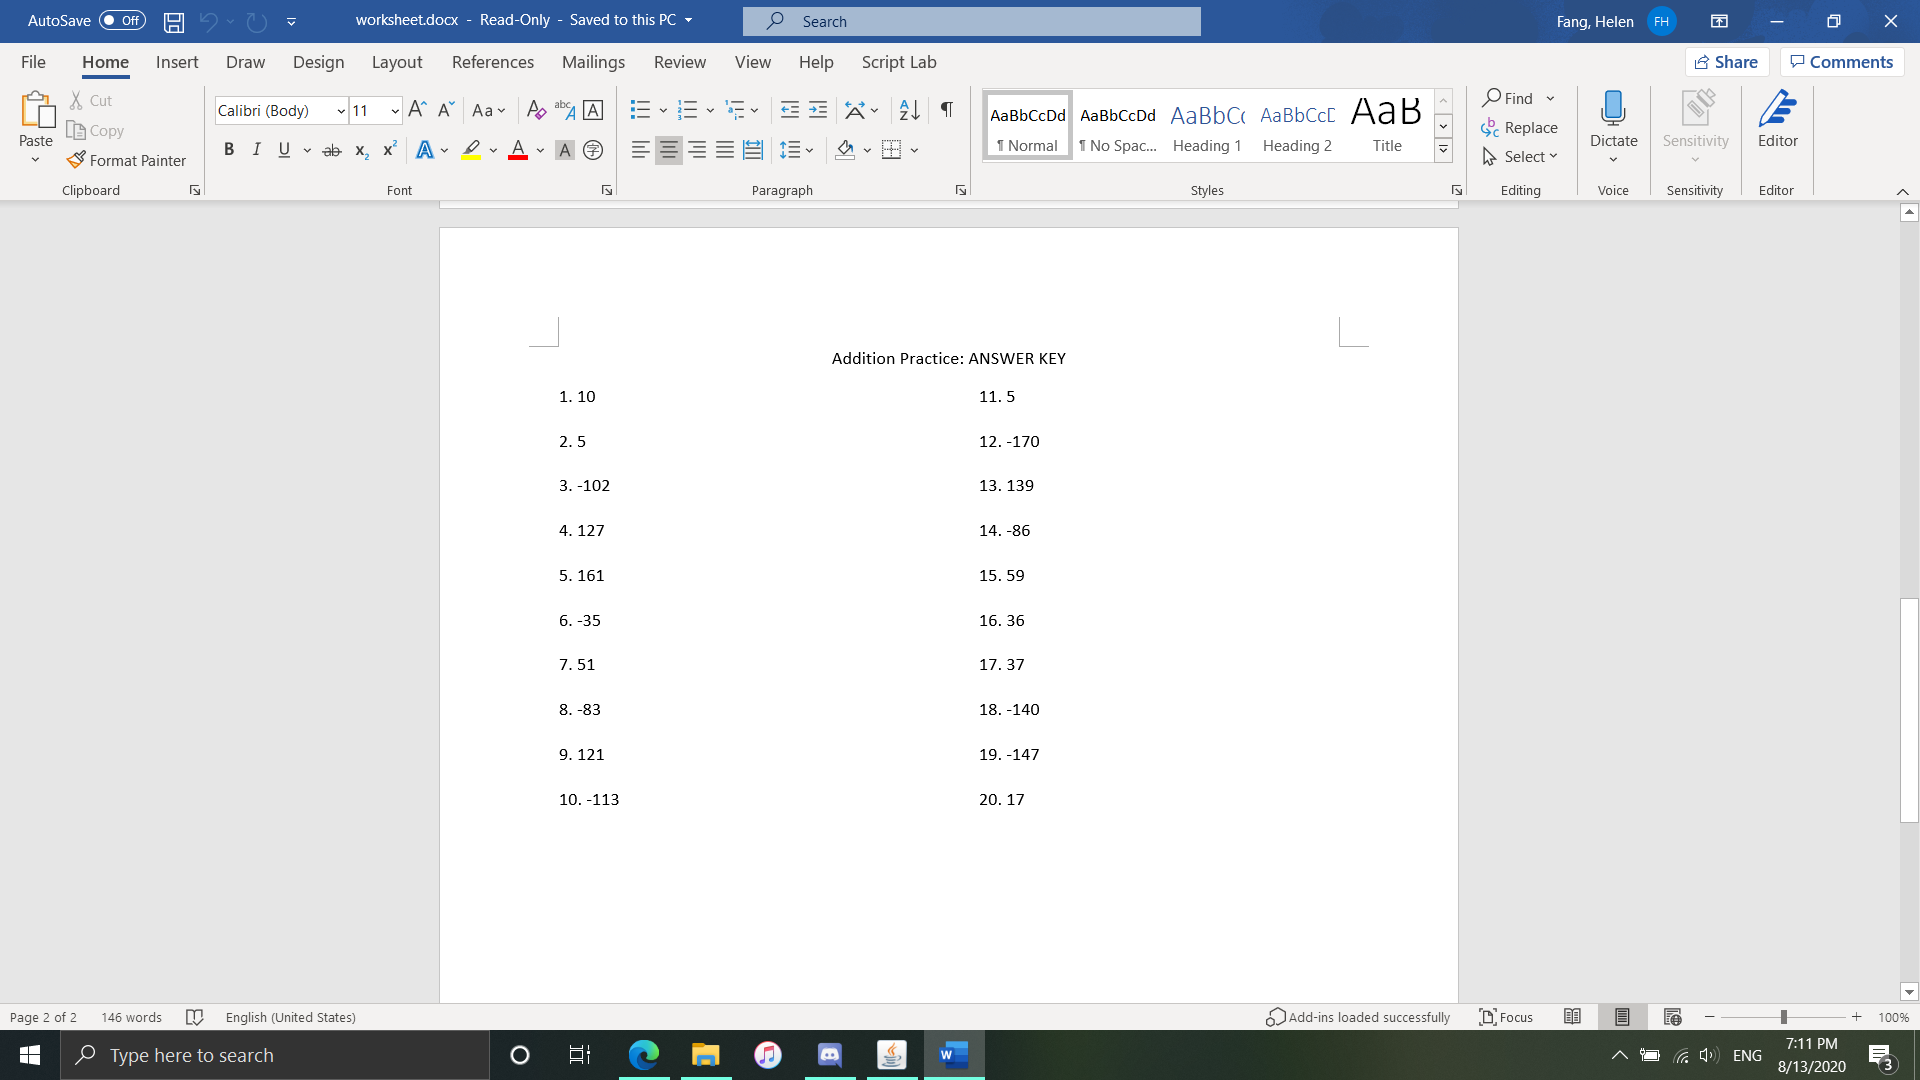 AutoSave Off worksheet.docx - Read-Only - Saved to this PC Search Fang, Helen FH
File Home Insert Draw Design Layout References Mailings Review View Help Script Lab Share Comments
Paste
Cut
Copy
Format Painter
Clipboard
Calibri (Body) 11
Font
Paragraph
AaBbCcDd AaBbCcDd AaBbCc AaBbCcD AaB
¶ Normal ¶ No Spac... Heading 1 Heading 2 Title
Styles
Find
Replace
Select
Editing
Dictate
Voice
Sensitivity
Sensitivity
Editor
Editor
Addition Practice: ANSWER KEY
1. 10
2. 5
3. -102
4. 127
5. 161
6. -35
7. 51
8. -83
9. 121
10. -113
11. 5
12. -170
13. 139
14. -86
15. 59
16. 36
17. 37
18. -140
19. -147
20. 17
Page 2 of 2 146 words English (United States) Add-ins loaded successfully Focus 100%
Type here to search ENG 7:11 PM
8/13/2020 3